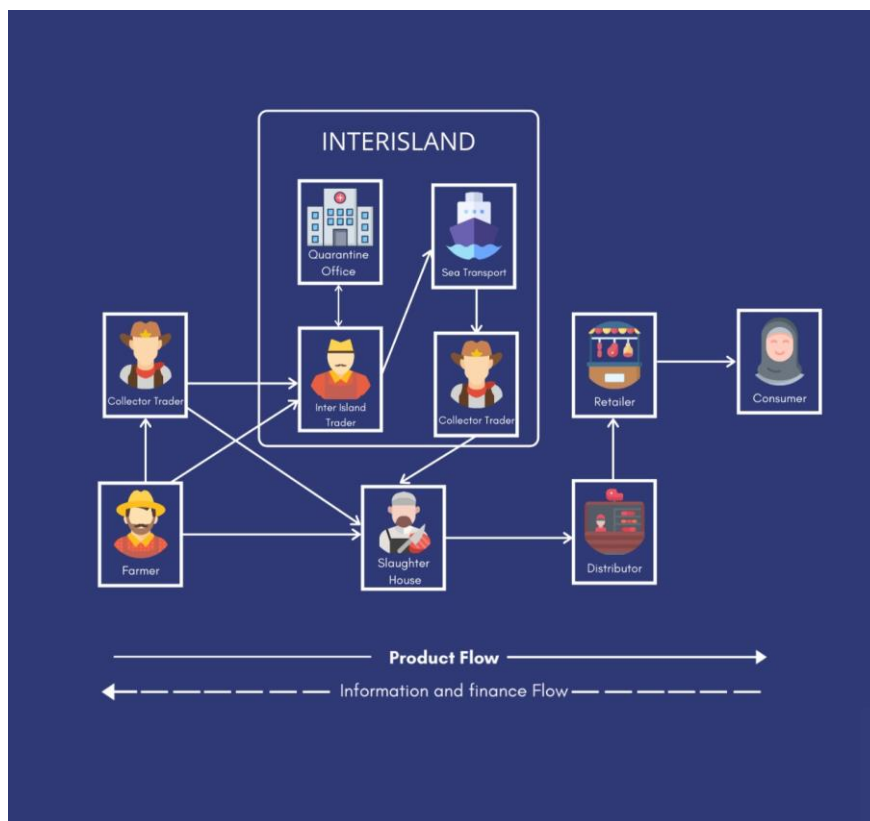 INTERISLAND
Quarantine
Office
Sea Transport
Collector Trader
Inter Island
Trader
Collector Trader
Retailer
Consumer
Farmer
Slaughter
House
Distributor
Product Flow
Information and finance Flow